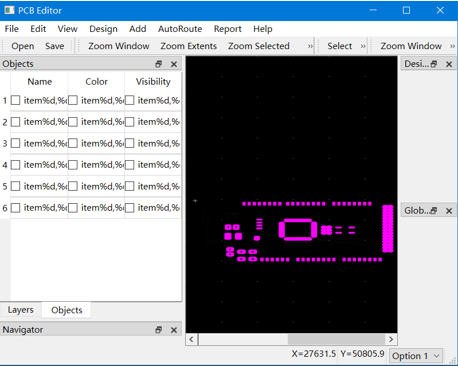 PCB Editor
File Edit View Design Add AutoRoute Report Help
Open Save Zoom Window Zoom Extents Zoom Selected » Select » Zoom Window »
Objects
Desi...
Name Color Visibility
1 item%d,%d item%d,% item%d,%
2 item%d,%d item%d,% item%d,%
3 item%d,%d item%d,% item%d,%
4 item%d,%d item%d,% item%d,%
5 item%d,%d item%d,% item%d,%
6 item%d,%d item%d,% item%d,%
Glob...
Layers Objects
Navigator
X=27631.5 Y=50805.9 Option 1